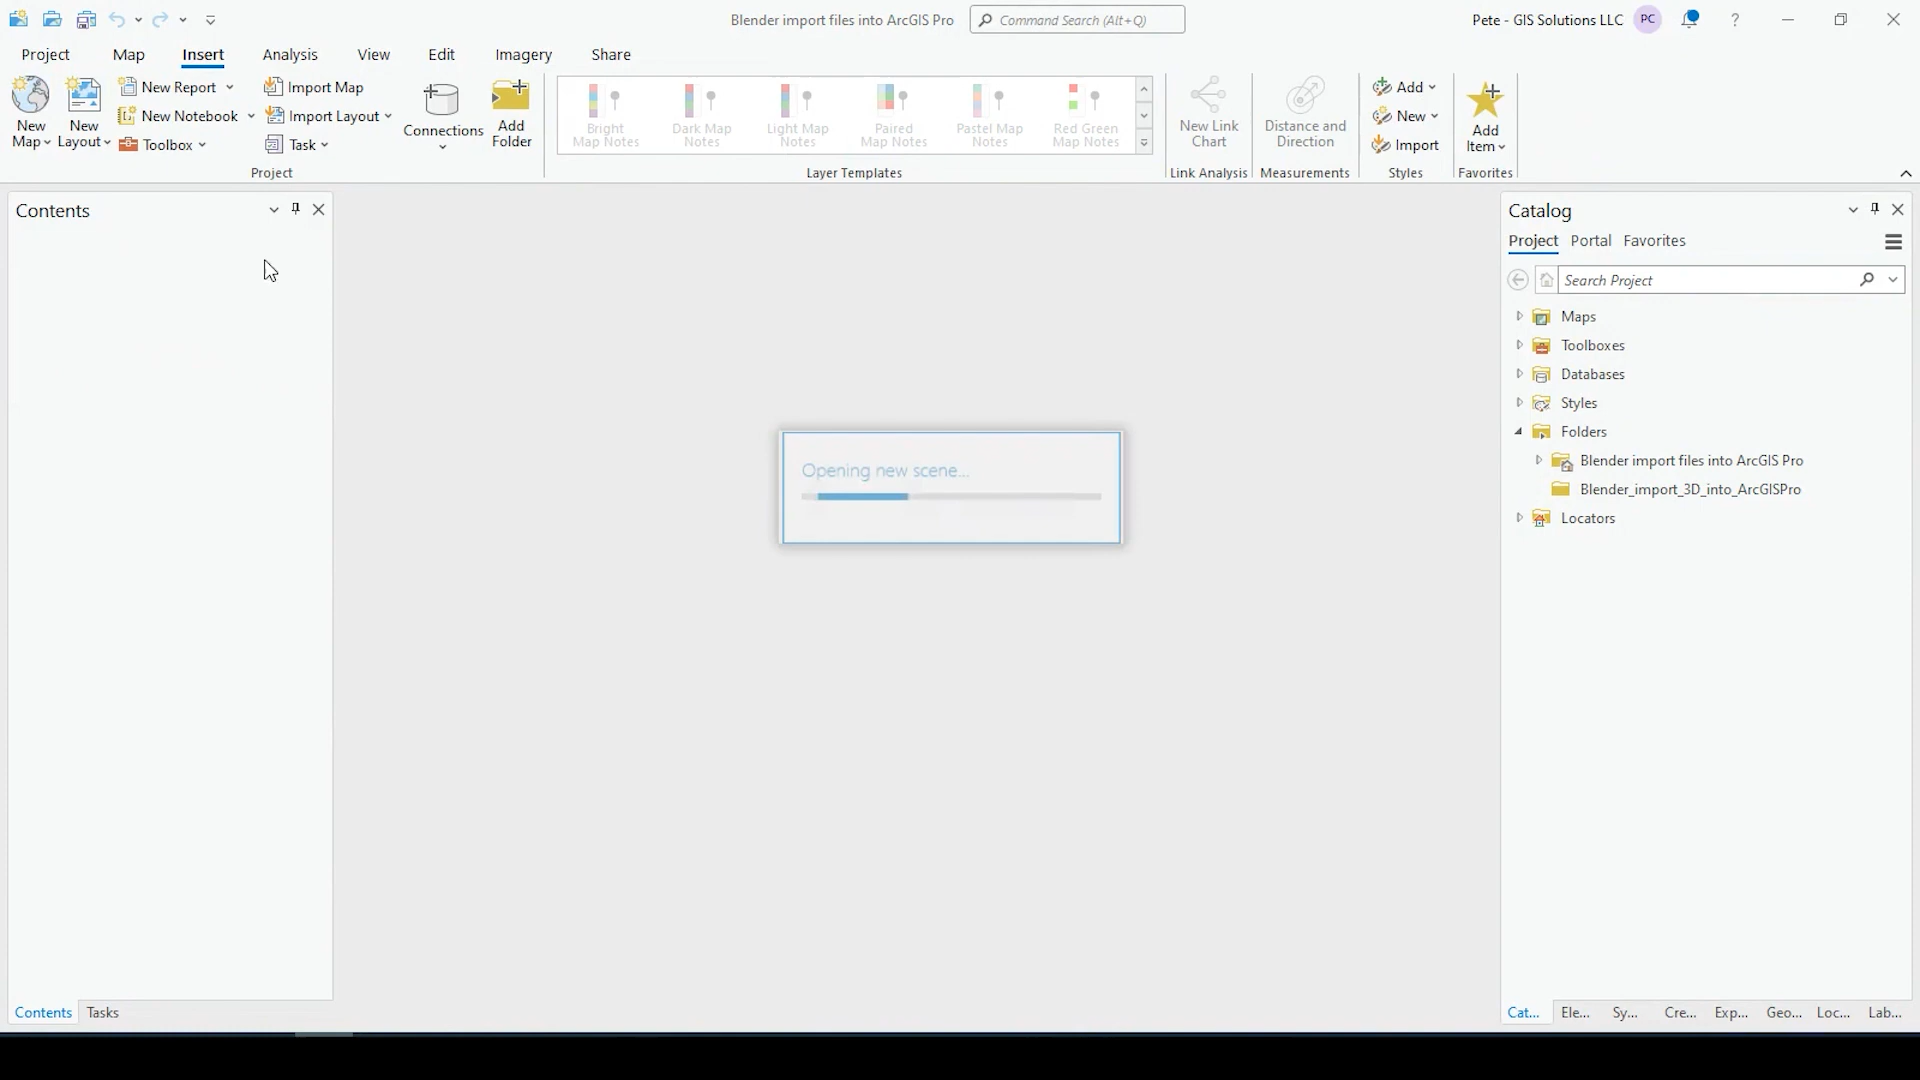 Blender import files into ArcGIS Pro
Command Search (Alt+Q)
Pete - GIS Solutions LLC
PC
?
Project
Map
Insert
Analysis
View
Edit
Imagery
Share
New
Map
New
Layout
New Report
New Notebook
Toolbox
Import Map
Import Layout
Task
Connections
Add
Folder
Project
Bright
Map Notes
Dark Map
Notes
Light Map
Notes
Paired
Map Notes
Pastel Map
Notes
Red Green
Map Notes
Layer Templates
New Link
Chart
Link Analysis
Distance and
Direction
Measurements
Add
New
Import
Styles
Add
Item
Favorites
Contents
Opening new scene...
Catalog
Project
Portal
Favorites
Search Project
Maps
Toolboxes
Databases
Styles
Folders
Blender import files into ArcGIS Pro
Blender_import_3D_into_ArcGISPro
Locators
Contents
Tasks
Cat...
Ele...
Sy...
Cre...
Exp...
Geo...
Loc...
Lab...